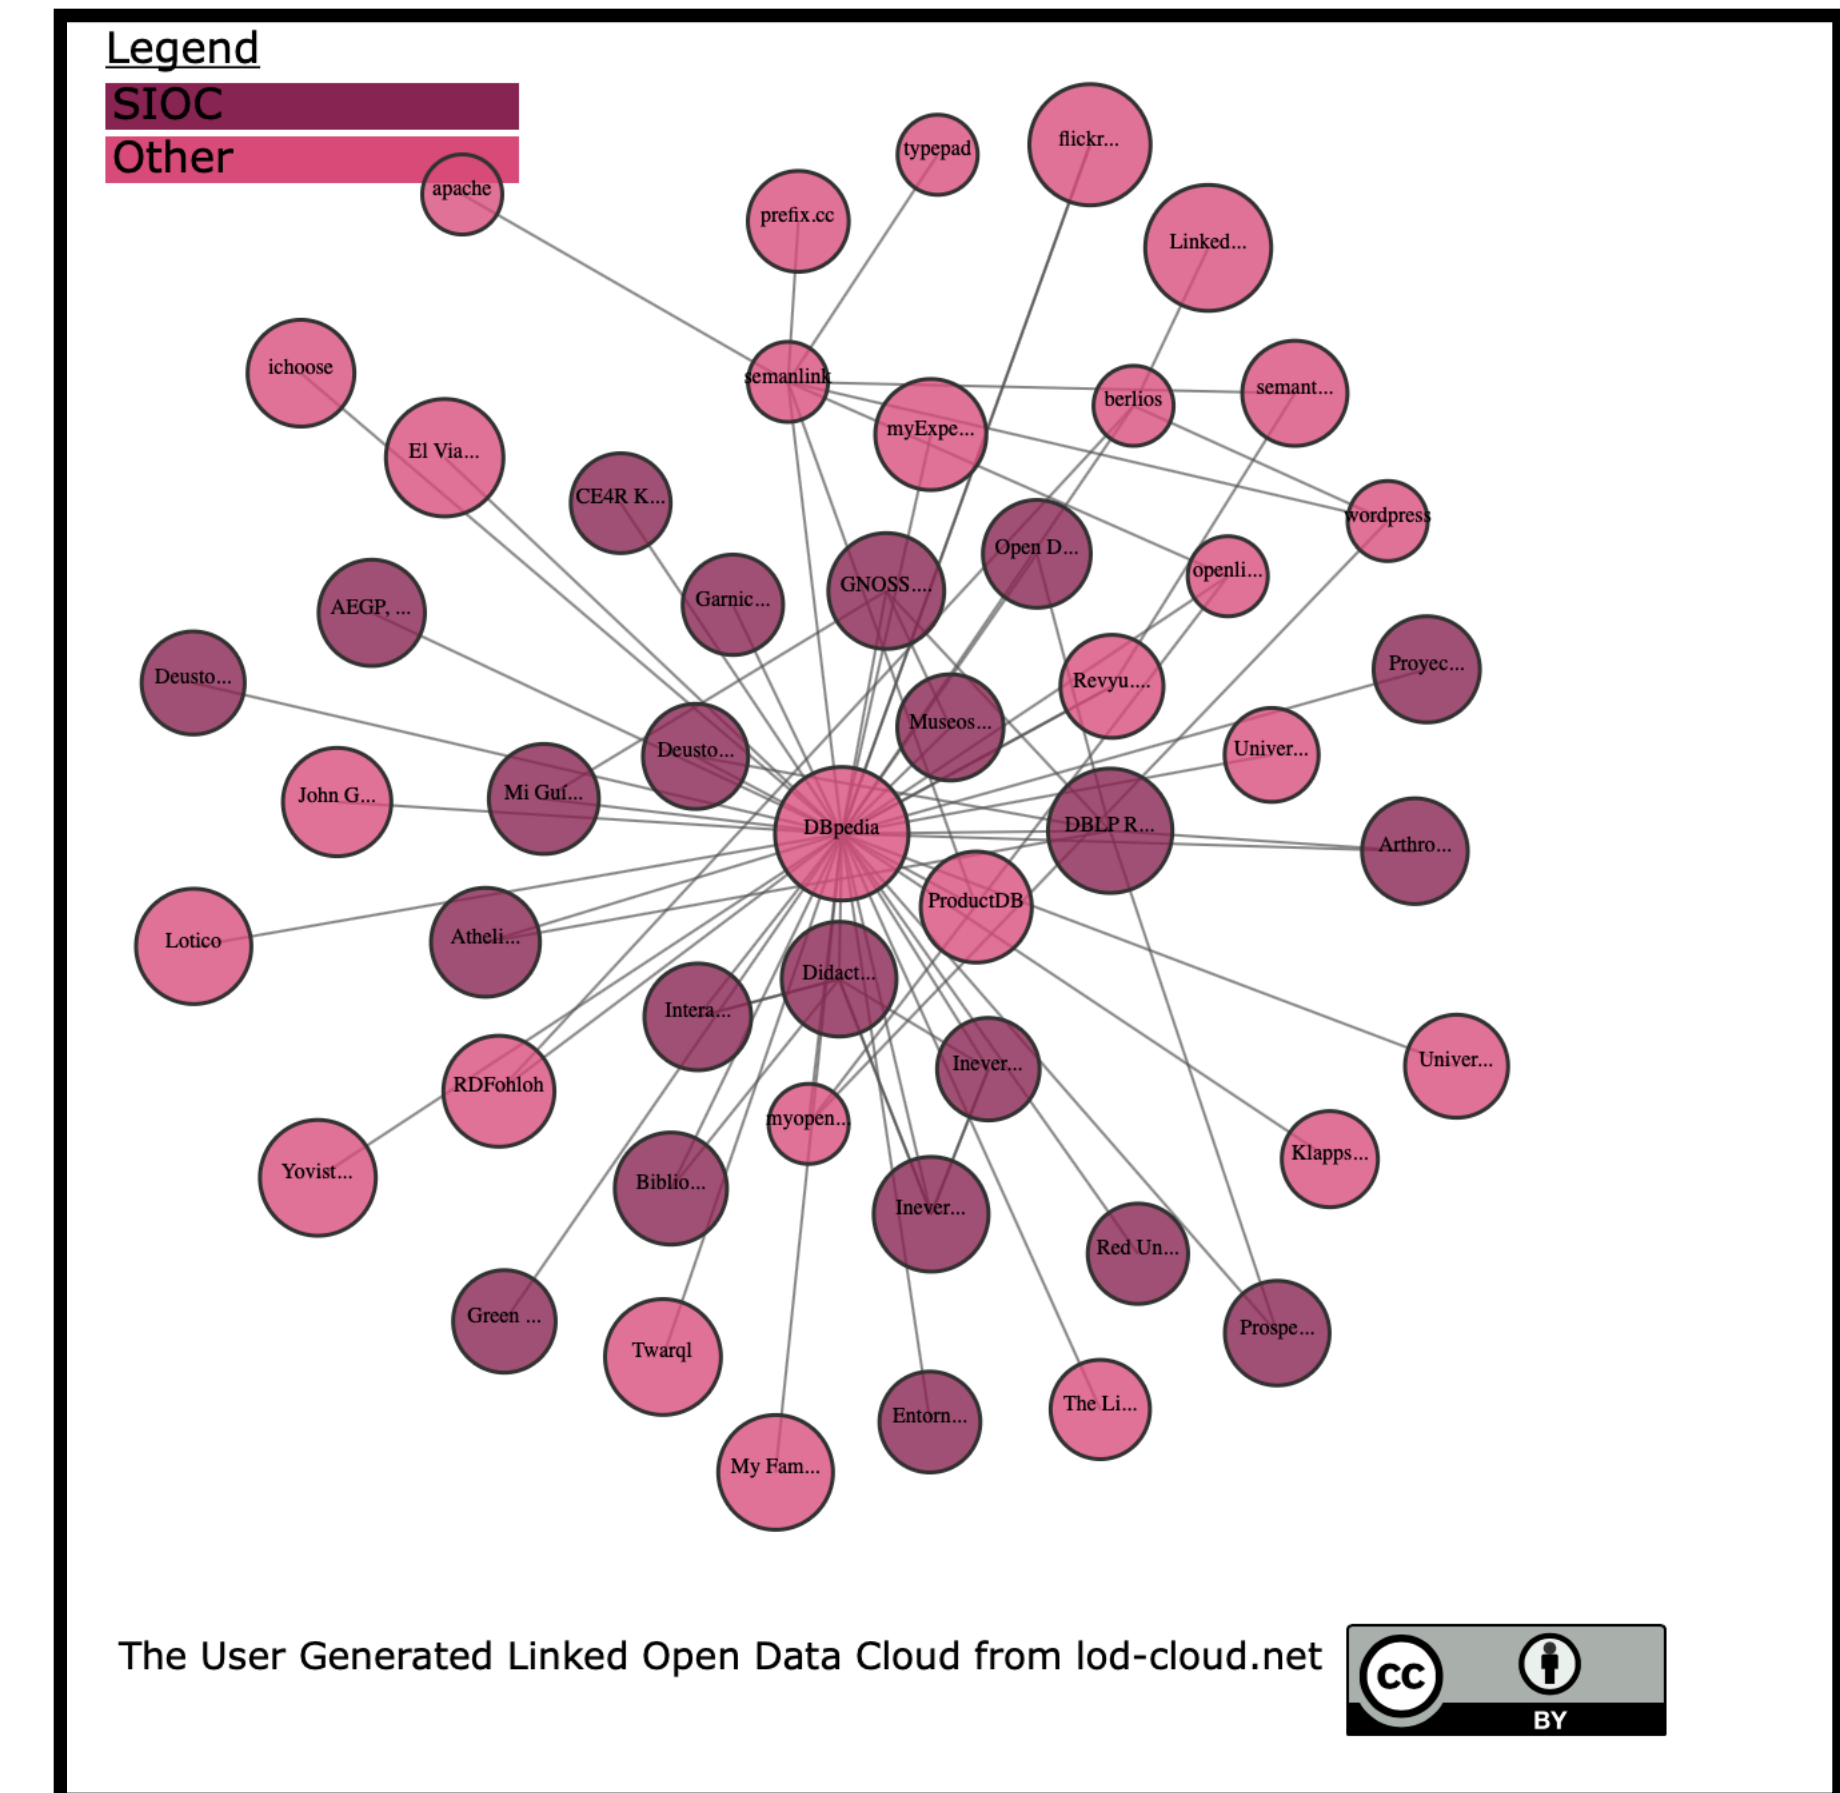 Legend
SIOC
Other
apache
typepad
flickr...
prefix.cc
Linked...
ichoose
semanlink
berlios
semant...
El Via...
myExpe...
CE4R K...
wordpress
Open D...
openli...
GNOSS....
Garnic...
AEGP, ...
Deusto...
Proyec...
Revyu....
Museos...
Deusto...
Univer...
John G...
Mi Guí...
DBpedia
DBLP R...
Arthro...
ProductDB
Lotico
Atheli...
Didact...
Intera...
Inever...
Univer...
RDFohloh
myopen...
Klapps...
Yovist...
Biblio...
Inever...
Red Un...
Green ...
Prospe...
Twarql
The Li...
Entorn...
My Fam...
The User Generated Linked Open Data Cloud from lod-cloud.net
cc
BY